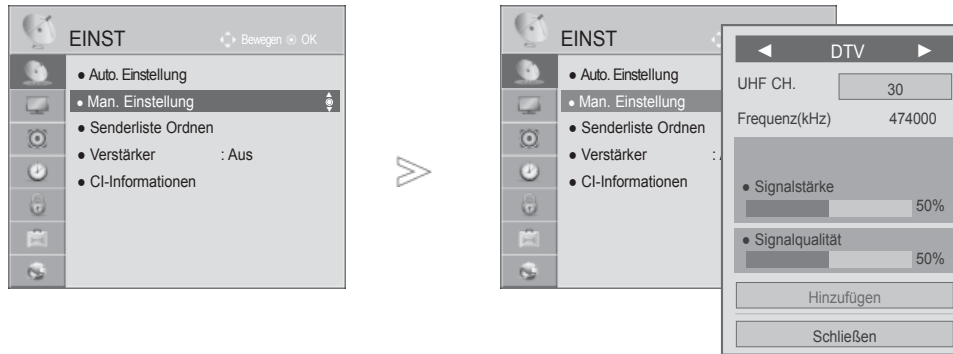 EINST Bewegen OK
● Auto. Einstellung
● Man. Einstellung
● Senderliste Ordnen
● Verstärker : Aus
● CI-Informationen
EINST
● Auto. Einstellung
● Man. Einstellung
● Senderliste Ordnen
● Verstärker :
● CI-Informationen
◄ DTV ►
UHF CH. 30
Frequenz(kHz) 474000
● Signalstärke
50%
● Signalqualität
50%
Hinzufügen
Schließen